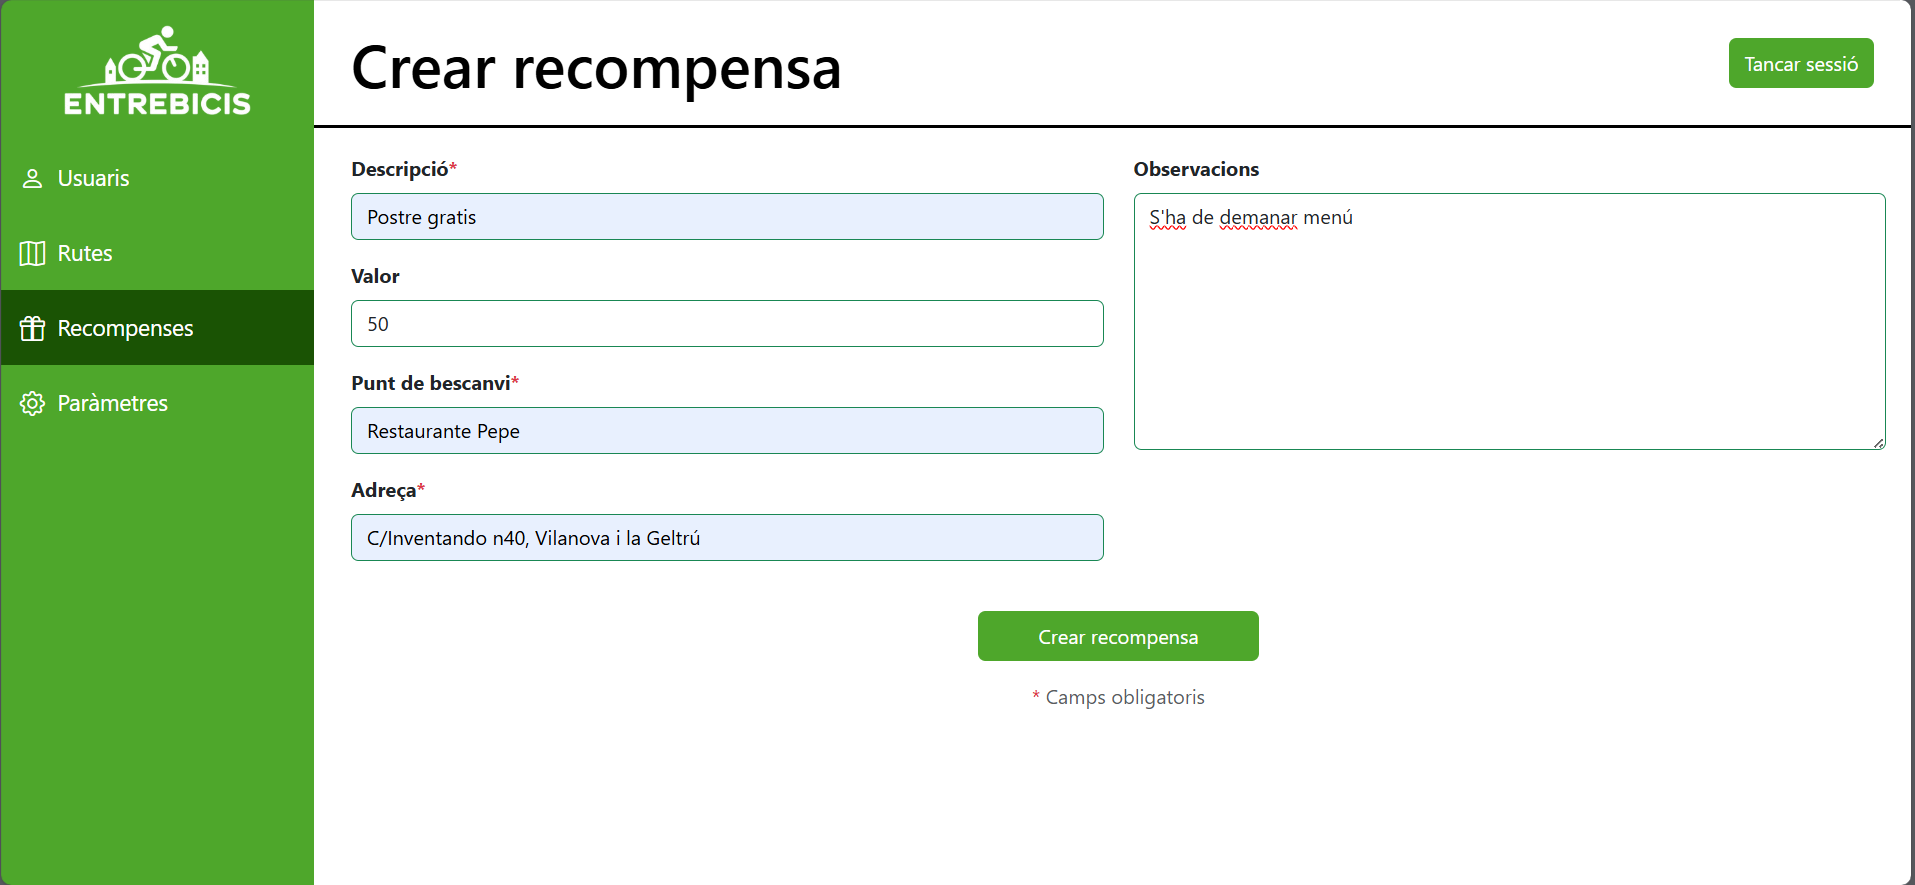 ENTREBICIS
Usuaris
Rutes
Recompenses
Paràmetres
Crear recompensa
Tancar sessió
Descripció*
Postre gratis
Valor
50
Punt de bescanvi*
Restaurante Pepe
Adreça*
C/Inventando n40, Vilanova i la Geltrú
Observacions
S'ha de demanar menú
Crear recompensa
* Camps obligatoris